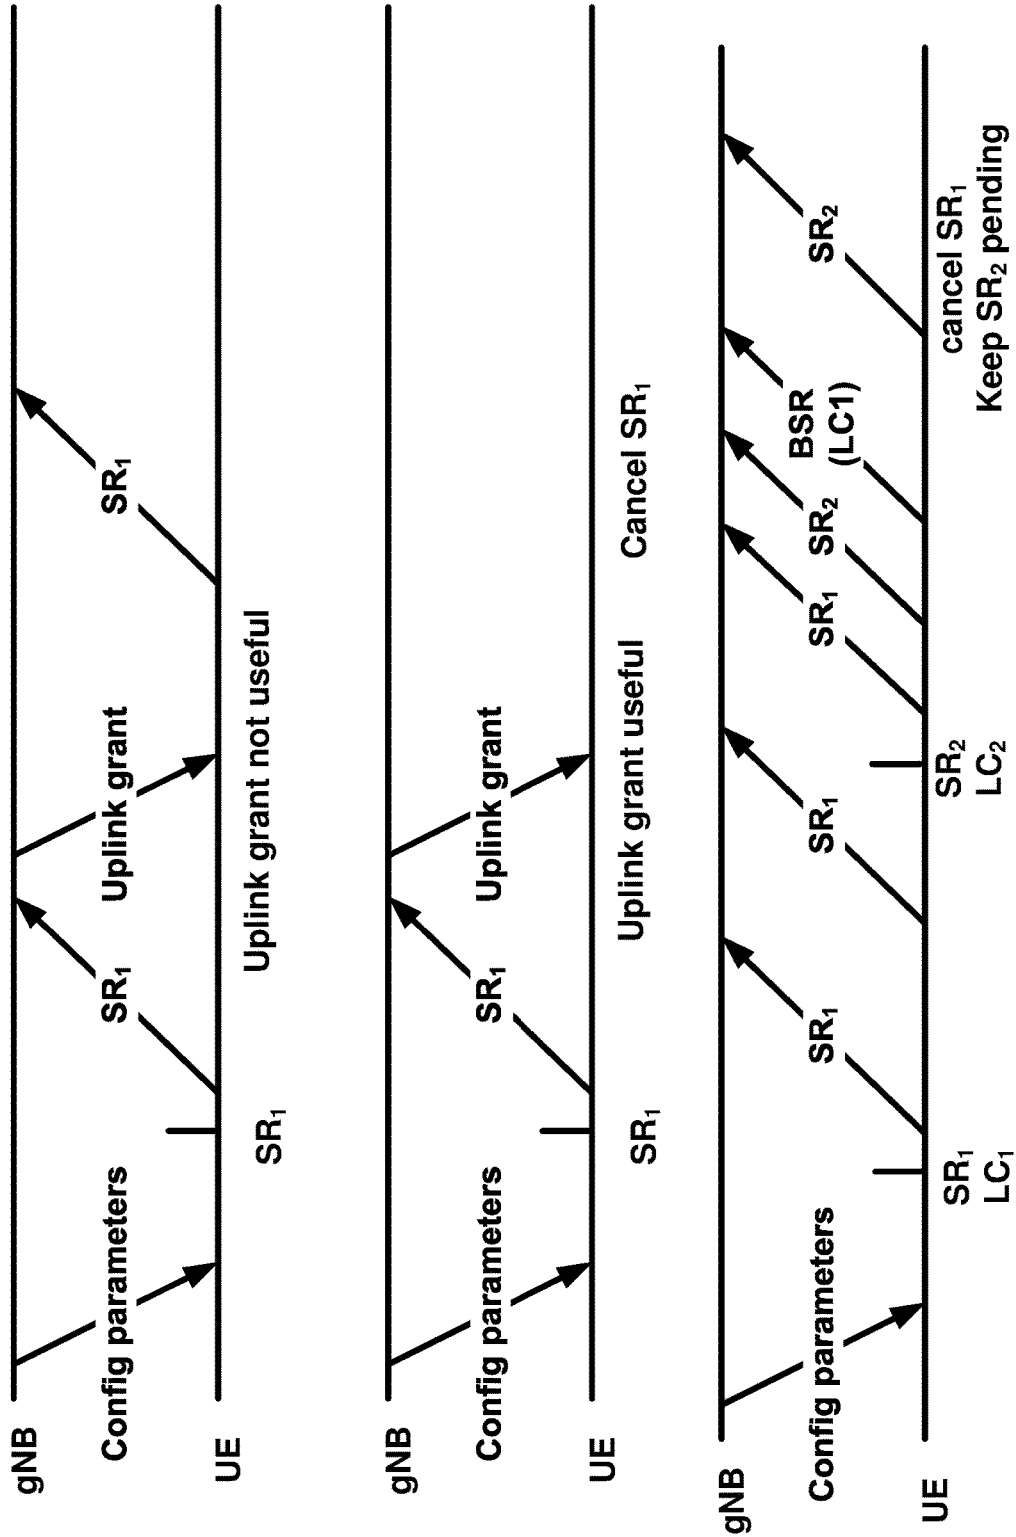 gNB
Config parameters
SR₁
Uplink grant
SR₁
UE
SR₁
Uplink grant not useful
gNB
Config parameters
SR₁
Uplink grant
UE
SR₁
Uplink grant useful
Cancel SR₁
gNB
Config parameters
SR₁
SR₁
SR₁
SR₂
BSR
(LC1)
SR₂
UE
SR₁
LC₁
SR₂
LC₂
cancel SR₁
Keep SR₂ pending